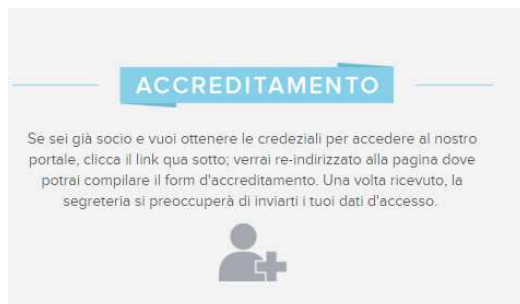 ACCREDITAMENTO
Se sei già socio e vuoi ottenere le credeziali per accedere al nostro
portale, clicca il link qua sotto; verrai re-indirizzato alla pagina dove
potrai compilare il form d'accreditamento. Una volta ricevuto, la
segreteria si preoccuperà di inviarti i tuoi dati d'accesso.